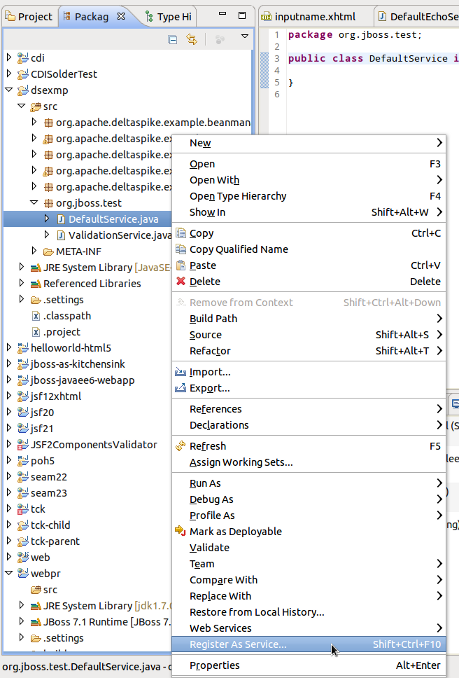 Project
Packag
Type Hi
inputname.xhtml
DefaultEchoSe
cdi
CDISolderTest
dsexmp
src
org.apache.deltaspike.example.beanman
org.apache.deltaspike.ex
org.apache.deltaspike.ex
org.apache.deltaspike.ex
org.apache.deltaspike.ex
org.jboss.test
DefaultService.java
ValidationService.java
META-INF
JRE System Library [JavaSE
Referenced Libraries
.settings
.classpath
.project
helloworld-html5
jboss-as-kitchensink
jboss-javaee6-webapp
jsf12xhtml
jsf20
jsf21
JSF2ComponentsValidator
poh5
seam22
seam23
tck
tck-child
tck-parent
web
webpr
src
JRE System Library [jdk1.7.0
JBoss 7.1 Runtime [JBoss 7.
.settings
org.jboss.test.DefaultService.java - d
1 package org.jboss.test;
2
3 public class DefaultService i
4
5 }
6
New
Open F3
Open With
Open Type Hierarchy F4
Show In Shift+Alt+W
Copy Ctrl+C
Copy Qualified Name
Paste Ctrl+V
Delete Delete
Remove from Context Shift+Ctrl+Alt+Down
Build Path
Source Shift+Alt+S
Refactor Shift+Alt+T
Import...
Export...
References
Declarations
Refresh F5
Assign Working Sets...
Run As
Debug As
Profile As
Mark as Deployable
Validate
Team
Compare With
Replace With
Restore from Local History...
Web Services
Register As Service... Shift+Ctrl+F10
Properties Alt+Enter